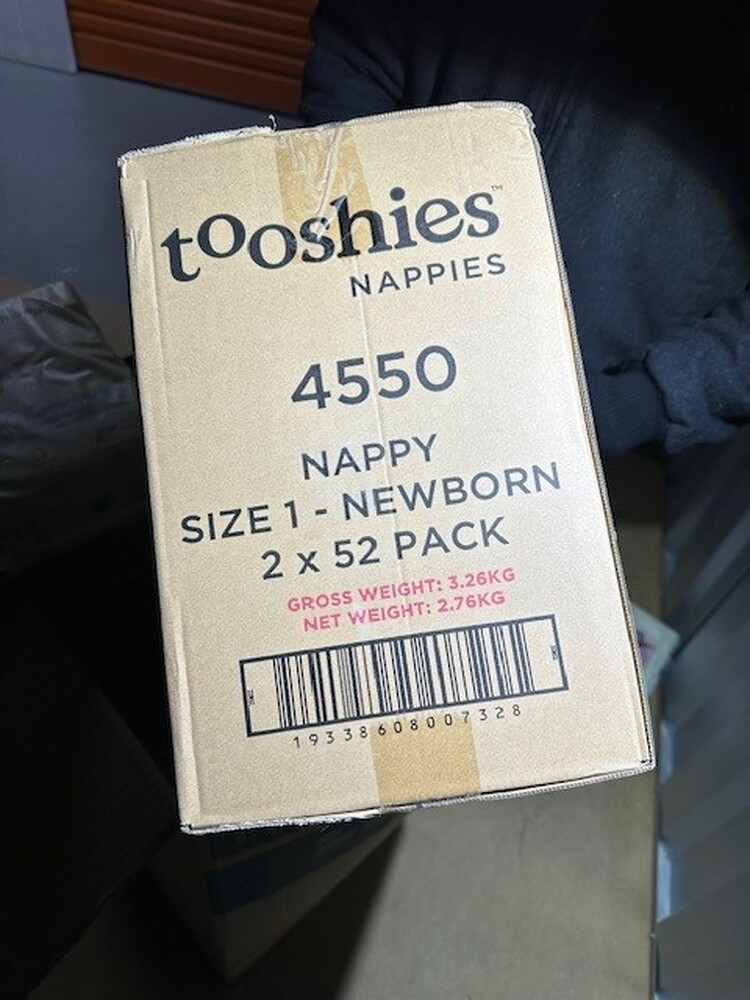 tooshies™
NAPPIES
4550
NAPPY
SIZE 1 - NEWBORN
2 x 52 PACK
GROSS WEIGHT: 3.26KG
NET WEIGHT: 2.76KG
19338608007328